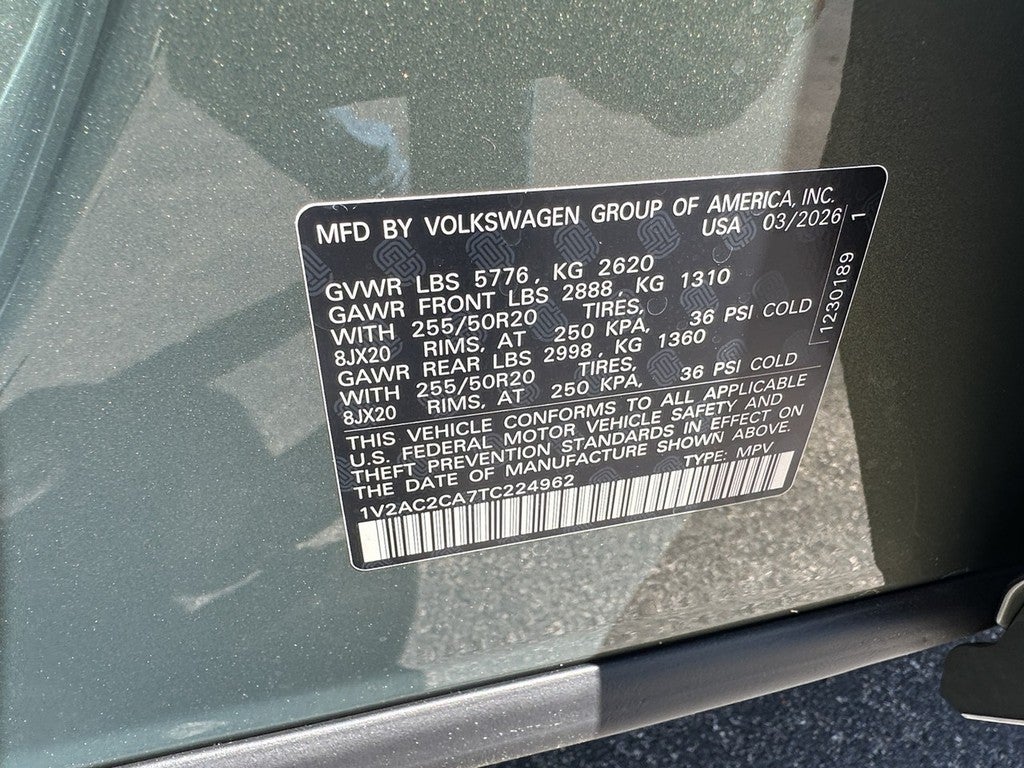 MFD BY VOLKSWAGEN GROUP OF AMERICA, INC.
USA 03/2026 1
GVWR LBS 5776, KG 2620
GAWR FRONT LBS 2888, KG 1310
WITH 255/50R20 TIRES,
8JX20 RIMS, AT 250 KPA, 36 PSI COLD
GAWR REAR LBS 2998, KG 1360
WITH 255/50R20 TIRES,
8JX20 RIMS, AT 250 KPA, 36 PSI COLD
1230189
THIS VEHICLE CONFORMS TO ALL APPLICABLE
U.S. FEDERAL MOTOR VEHICLE SAFETY AND
THEFT PREVENTION STANDARDS IN EFFECT ON
THE DATE OF MANUFACTURE SHOWN ABOVE.
1V2AC2CA7TC224962 TYPE: MPV